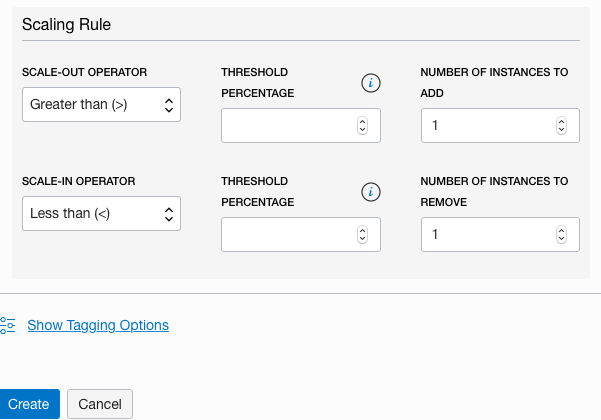 Scaling Rule
SCALE-OUT OPERATOR
THRESHOLD
PERCENTAGE
i
NUMBER OF INSTANCES TO
ADD
Greater than (>)
1
SCALE-IN OPERATOR
THRESHOLD
PERCENTAGE
i
NUMBER OF INSTANCES TO
REMOVE
Less than (<)
1
Show Tagging Options
Create
Cancel